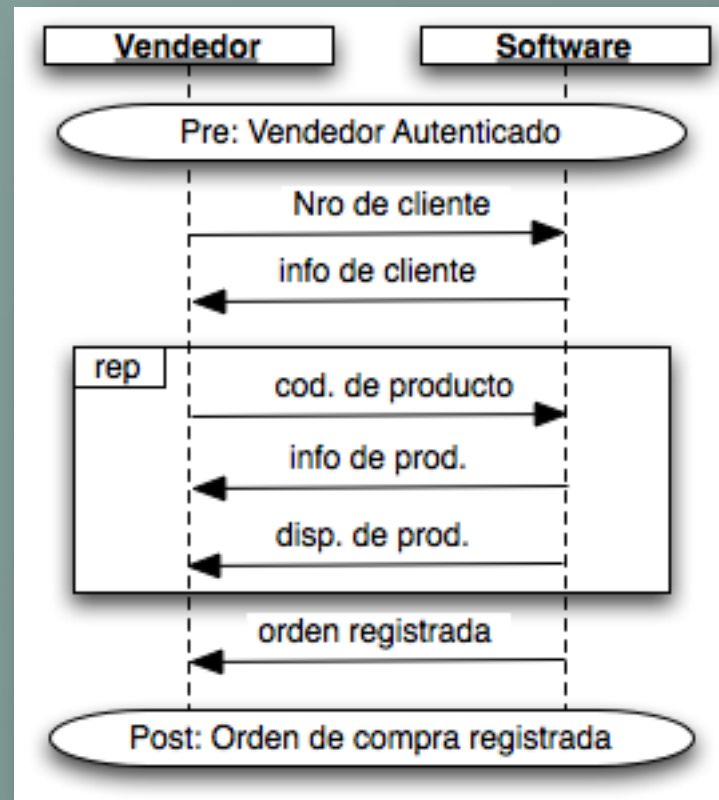 Vendedor
Software
Pre: Vendedor Autenticado
Nro de cliente
info de cliente
rep
cod. de producto
info de prod.
disp. de prod.
orden registrada
Post: Orden de compra registrada